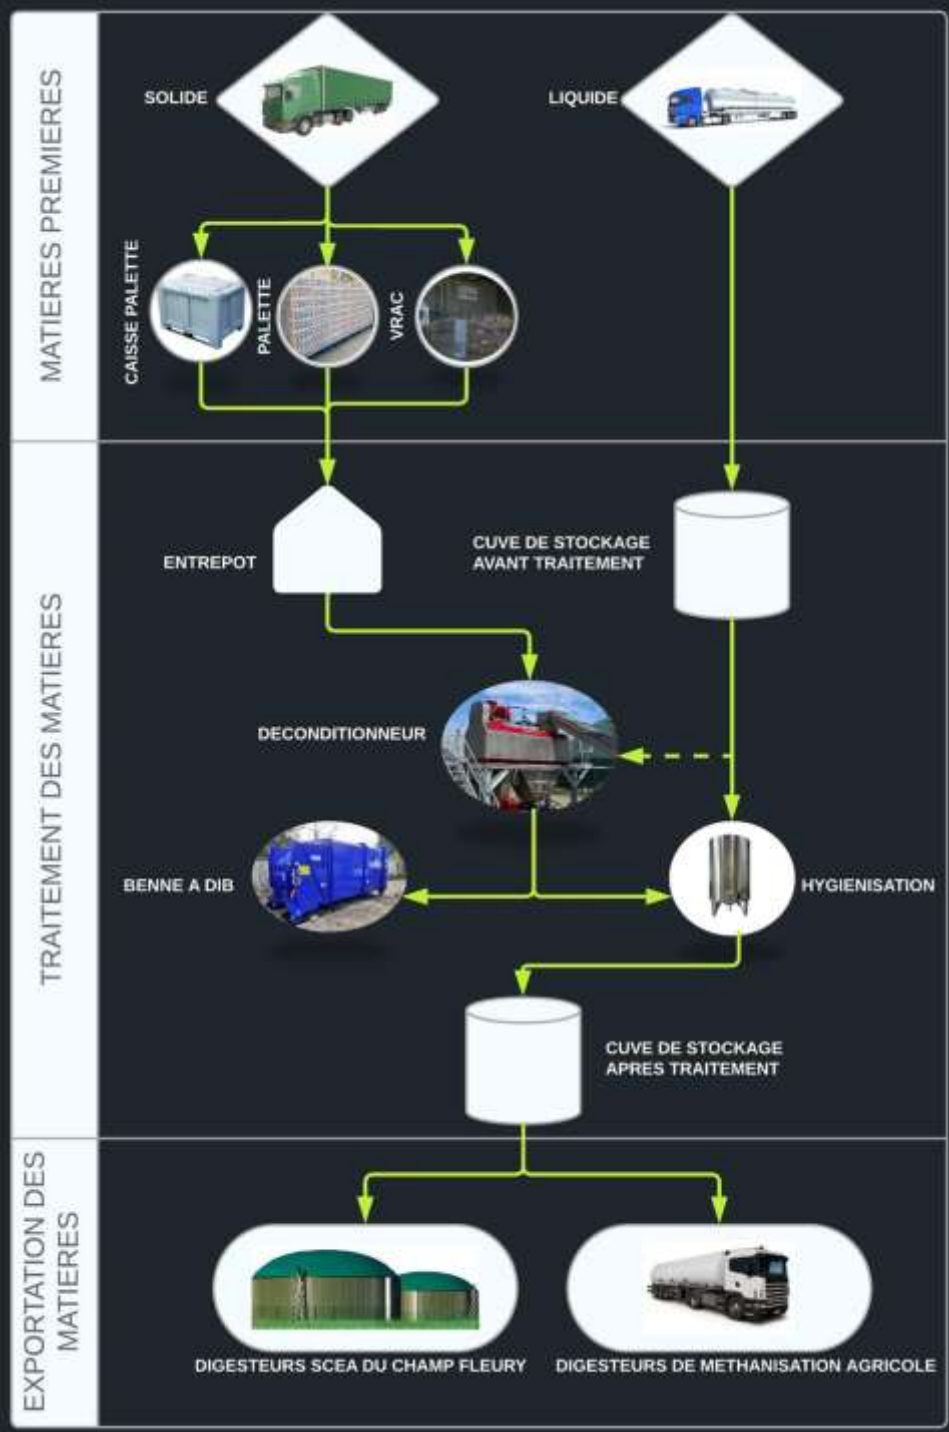 MATIERES PREMIERES
SOLIDE
LIQUIDE
CAISSE PALETTE
PALETTE
VRAC
TRAITEMENT DES MATIERES
ENTREPOT
CUVE DE STOCKAGE
AVANT TRAITEMENT
DECONDITIONNEUR
BENNE A DIB
HYGIENISATION
CUVE DE STOCKAGE
APRES TRAITEMENT
EXPORTATION DES
MATIERES
DIGESTEURS SCEA DU CHAMP FLEURY
DIGESTEURS DE METHANISATION AGRICOLE